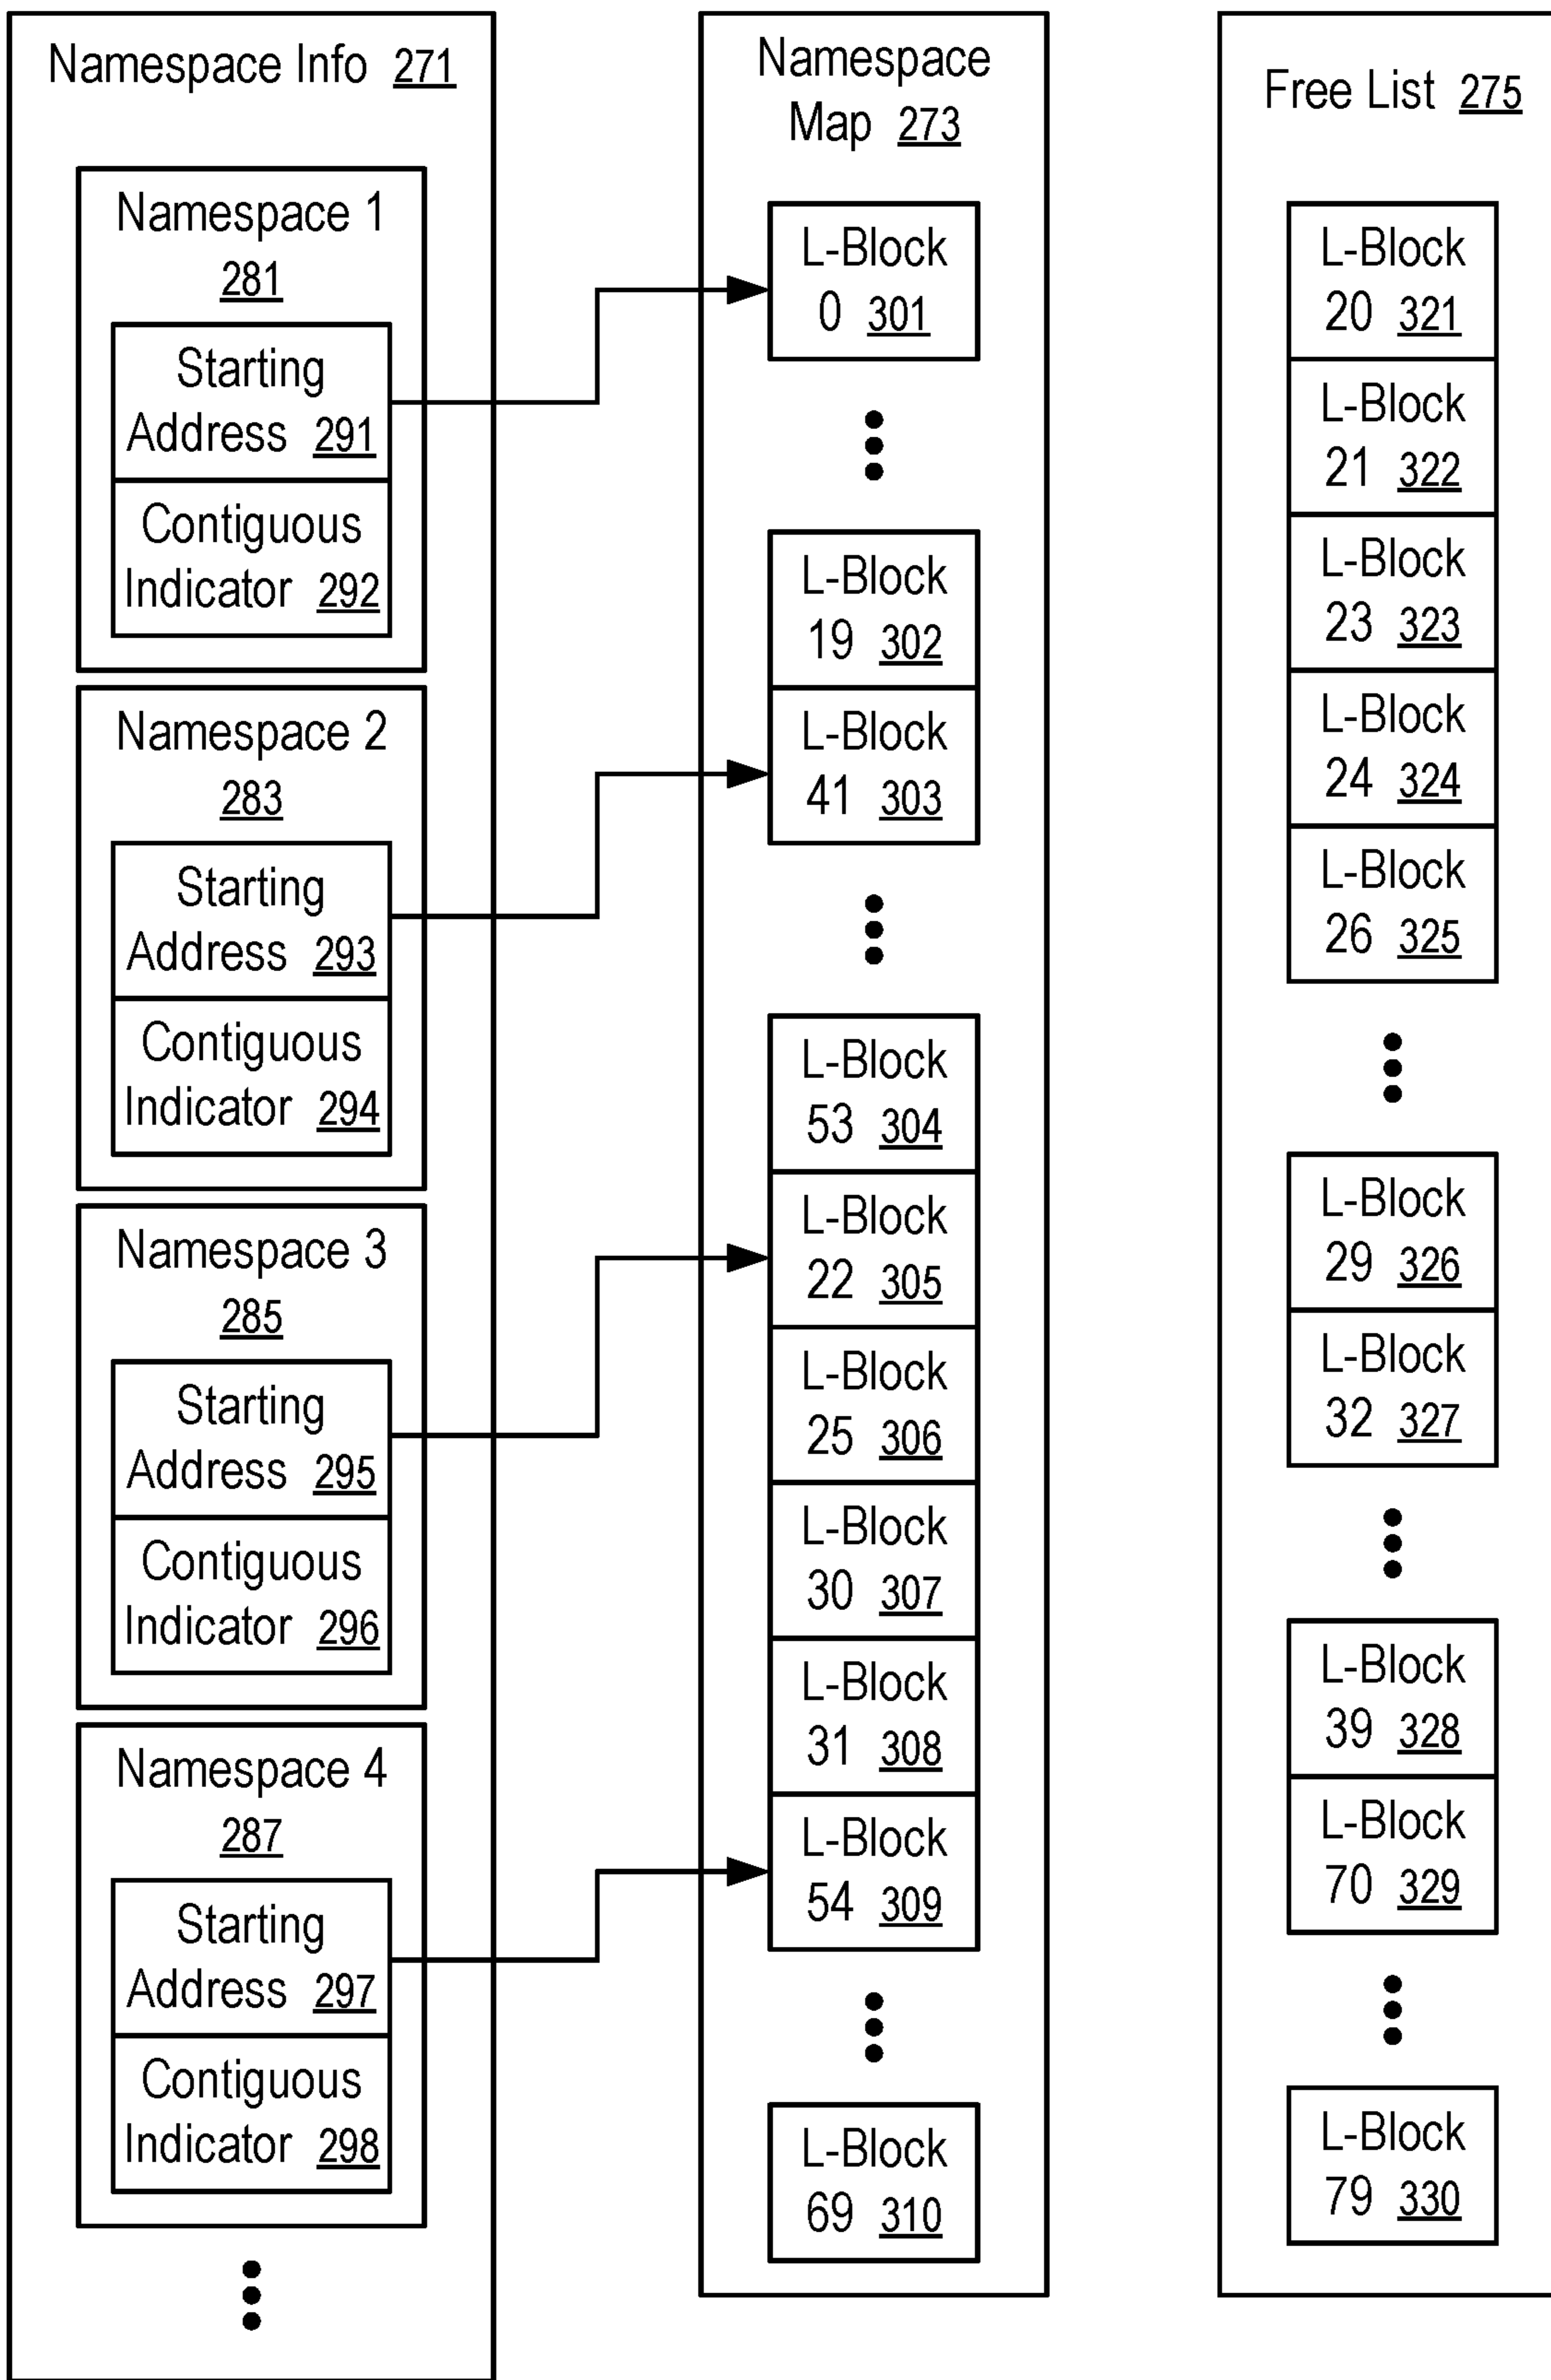 Namespace Info 271
Namespace 1
281
Starting
Address 291
Contiguous
Indicator 292
Namespace 2
283
Starting
Address 293
Contiguous
Indicator 294
Namespace 3
285
Starting
Address 295
Contiguous
Indicator 296
Namespace 4
287
Starting
Address 297
Contiguous
Indicator 298
Namespace
Map 273
L-Block
0 301
L-Block
19 302
L-Block
41 303
L-Block
53 304
L-Block
22 305
L-Block
25 306
L-Block
30 307
L-Block
31 308
L-Block
54 309
L-Block
69 310
Free List 275
L-Block
20 321
L-Block
21 322
L-Block
23 323
L-Block
24 324
L-Block
26 325
L-Block
29 326
L-Block
32 327
L-Block
39 328
L-Block
70 329
L-Block
79 330